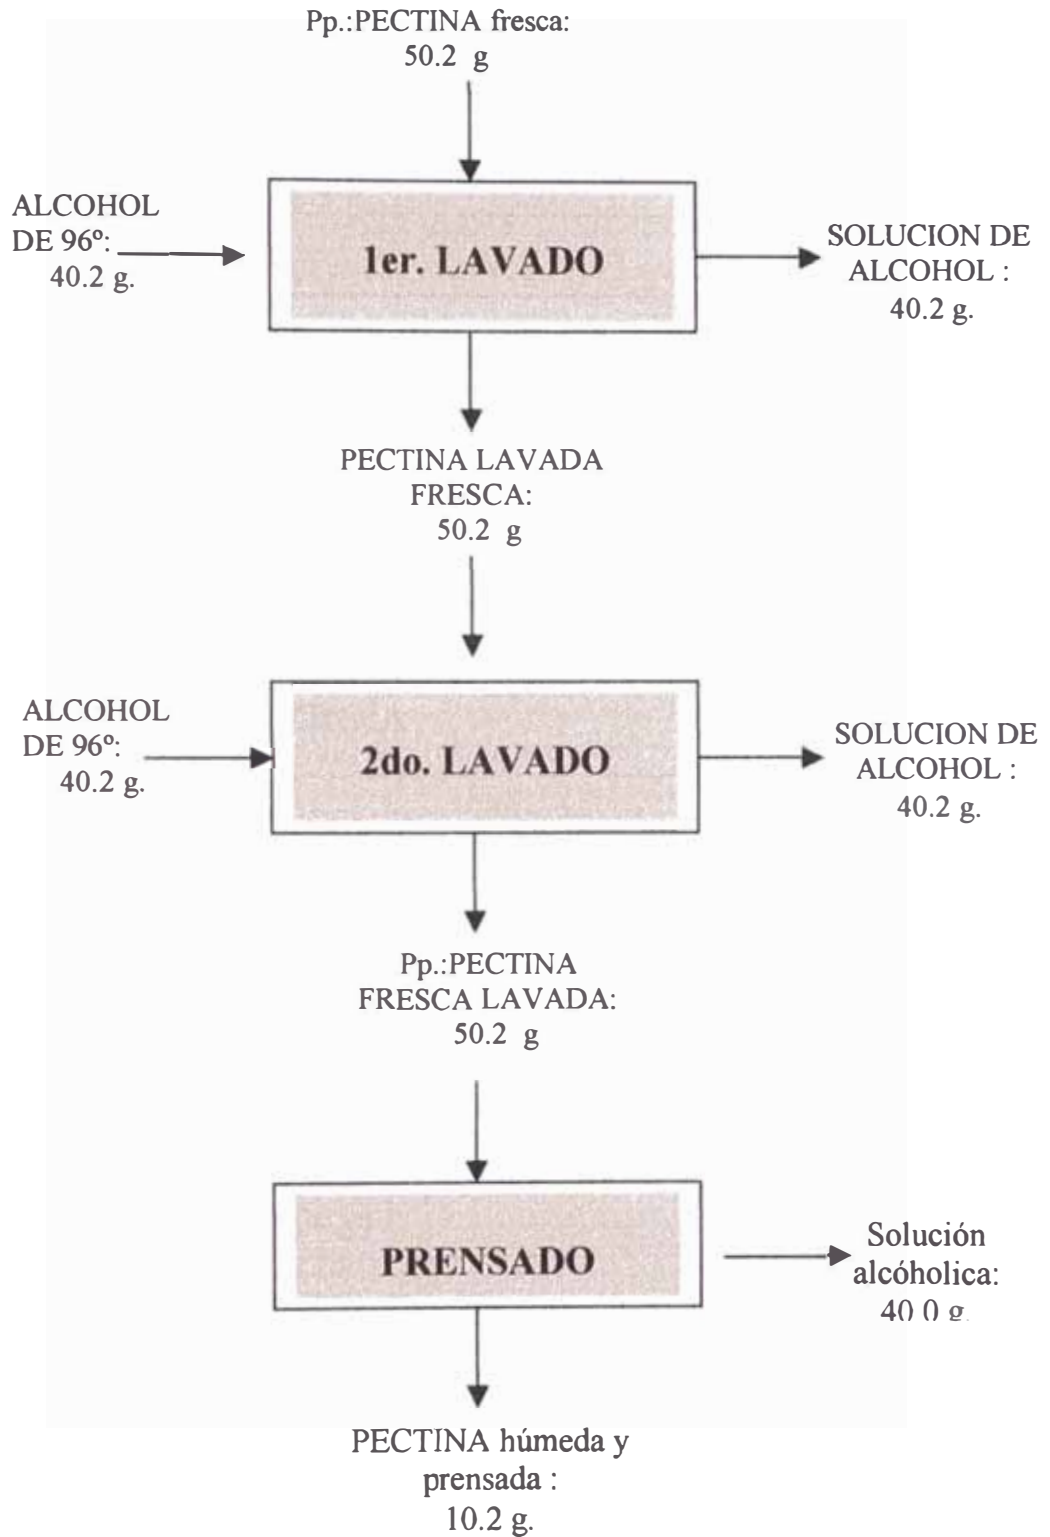 Pp.:PECTINA fresca:
50.2 g
ALCOHOL
DE 96º:
40.2 g.
1er. LAVADO
SOLUCION DE
ALCOHOL :
40.2 g.
PECTINA LAVADA
FRESCA:
50.2 g
ALCOHOL
DE 96º:
40.2 g.
2do. LAVADO
SOLUCION DE
ALCOHOL :
40.2 g.
Pp.:PECTINA
FRESCA LAVADA:
50.2 g
PRENSADO
Solución
alcóholica:
40 0 g.
PECTINA húmeda y
prensada :
10.2 g.